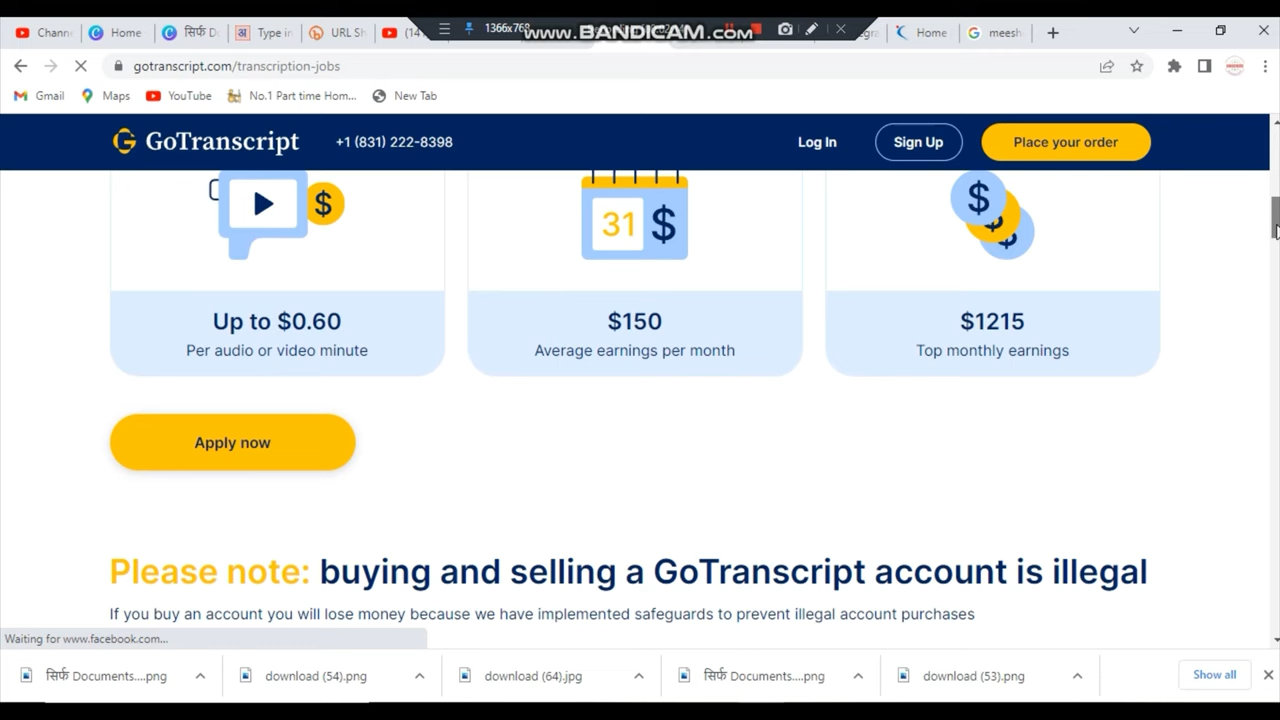 Chann
Home
सिर्फ D
Type in
URL Sh
(14
1366x768
www.BANDICAM.com
gra
Home
meesh
gotranscript.com/transcription-jobs
Gmail
Maps
YouTube
No.1 Part time Hom...
New Tab
GoTranscript
+1 (831) 222-8398
Log In
Sign Up
Place your order
$
31 $
$
$
$
Up to $0.60
Per audio or video minute
$150
Average earnings per month
$1215
Top monthly earnings
Apply now
Please note: buying and selling a GoTranscript account is illegal
If you buy an account you will lose money because we have implemented safeguards to prevent illegal account purchases
Waiting for www.facebook.com...
सिर्फ Documents....png
download (54).png
download (64).jpg
सिर्फ Documents....png
download (53).png
Show all